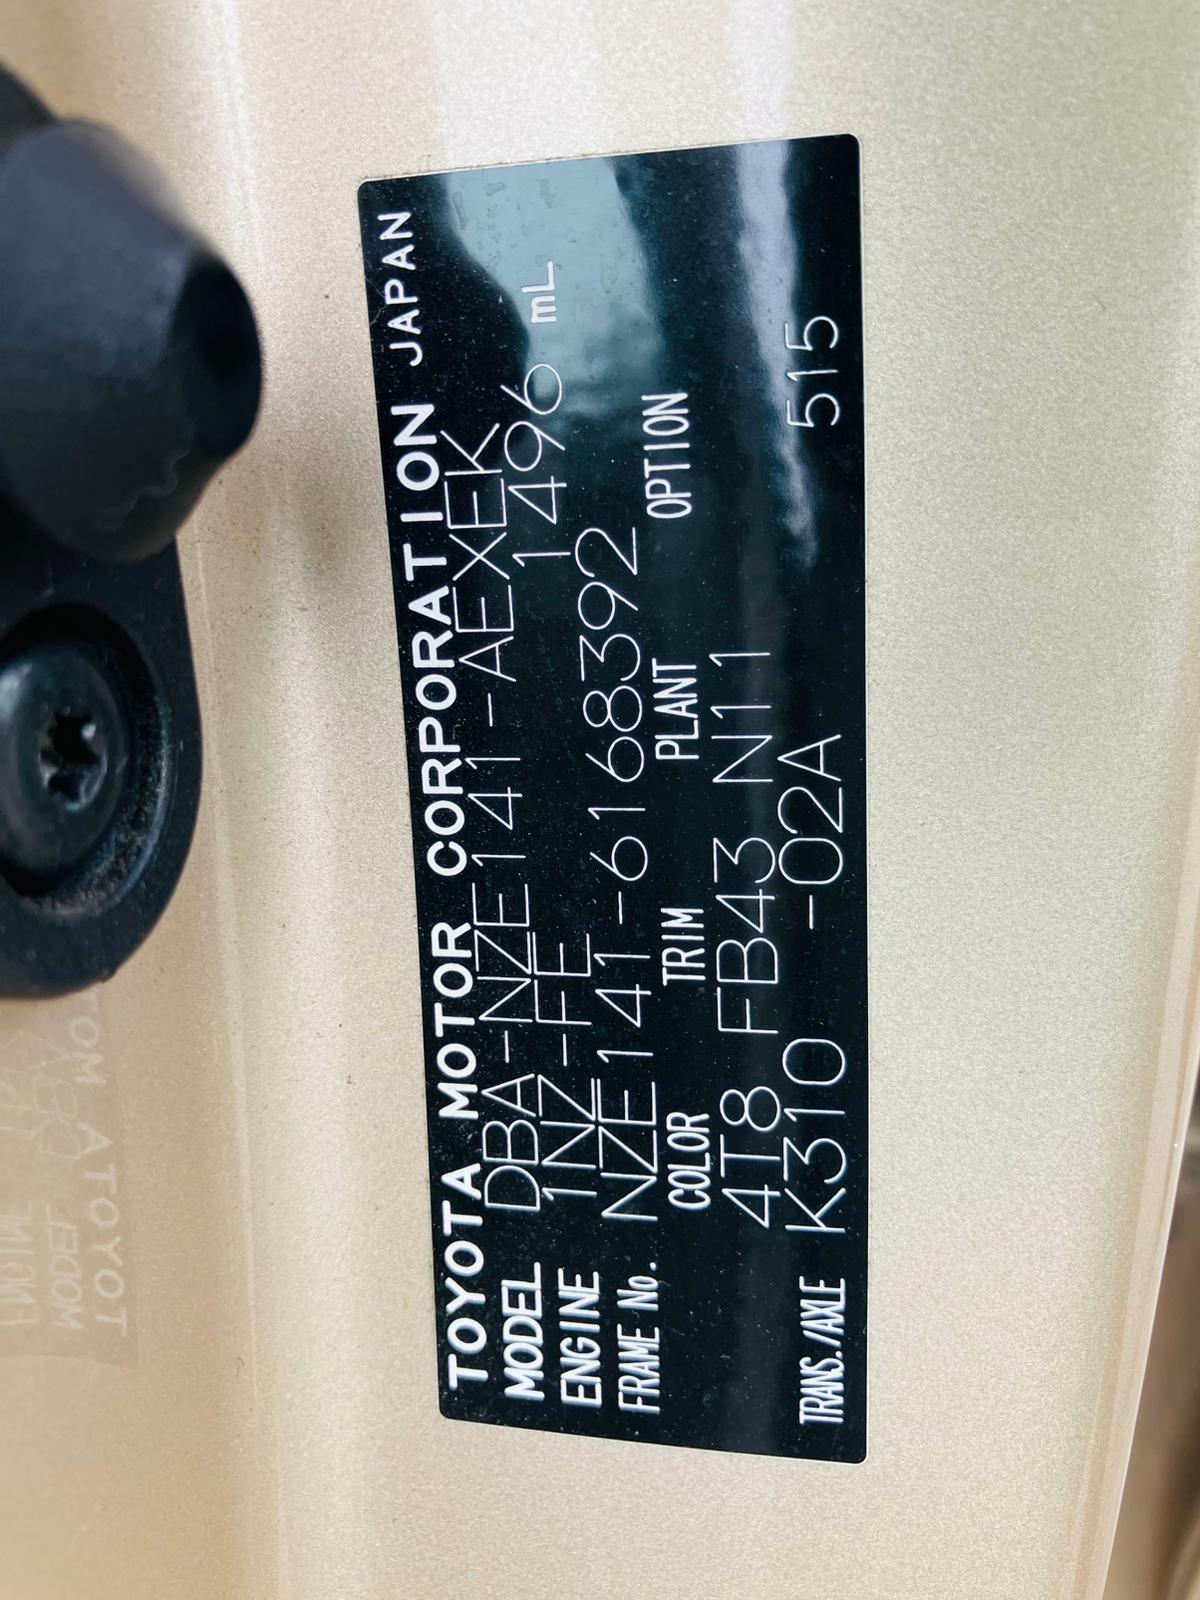 TOYOTA MOTOR CORPORATION JAPAN
MODEL DBA-NZE141-AEXEK
ENGINE 1NZ-FE 1496 mL
FRAME No. NZE141-6168392
COLOR TRIM PLANT OPTION
4T8 FB43 N11
TRANS./AXLE K310 -02A 515